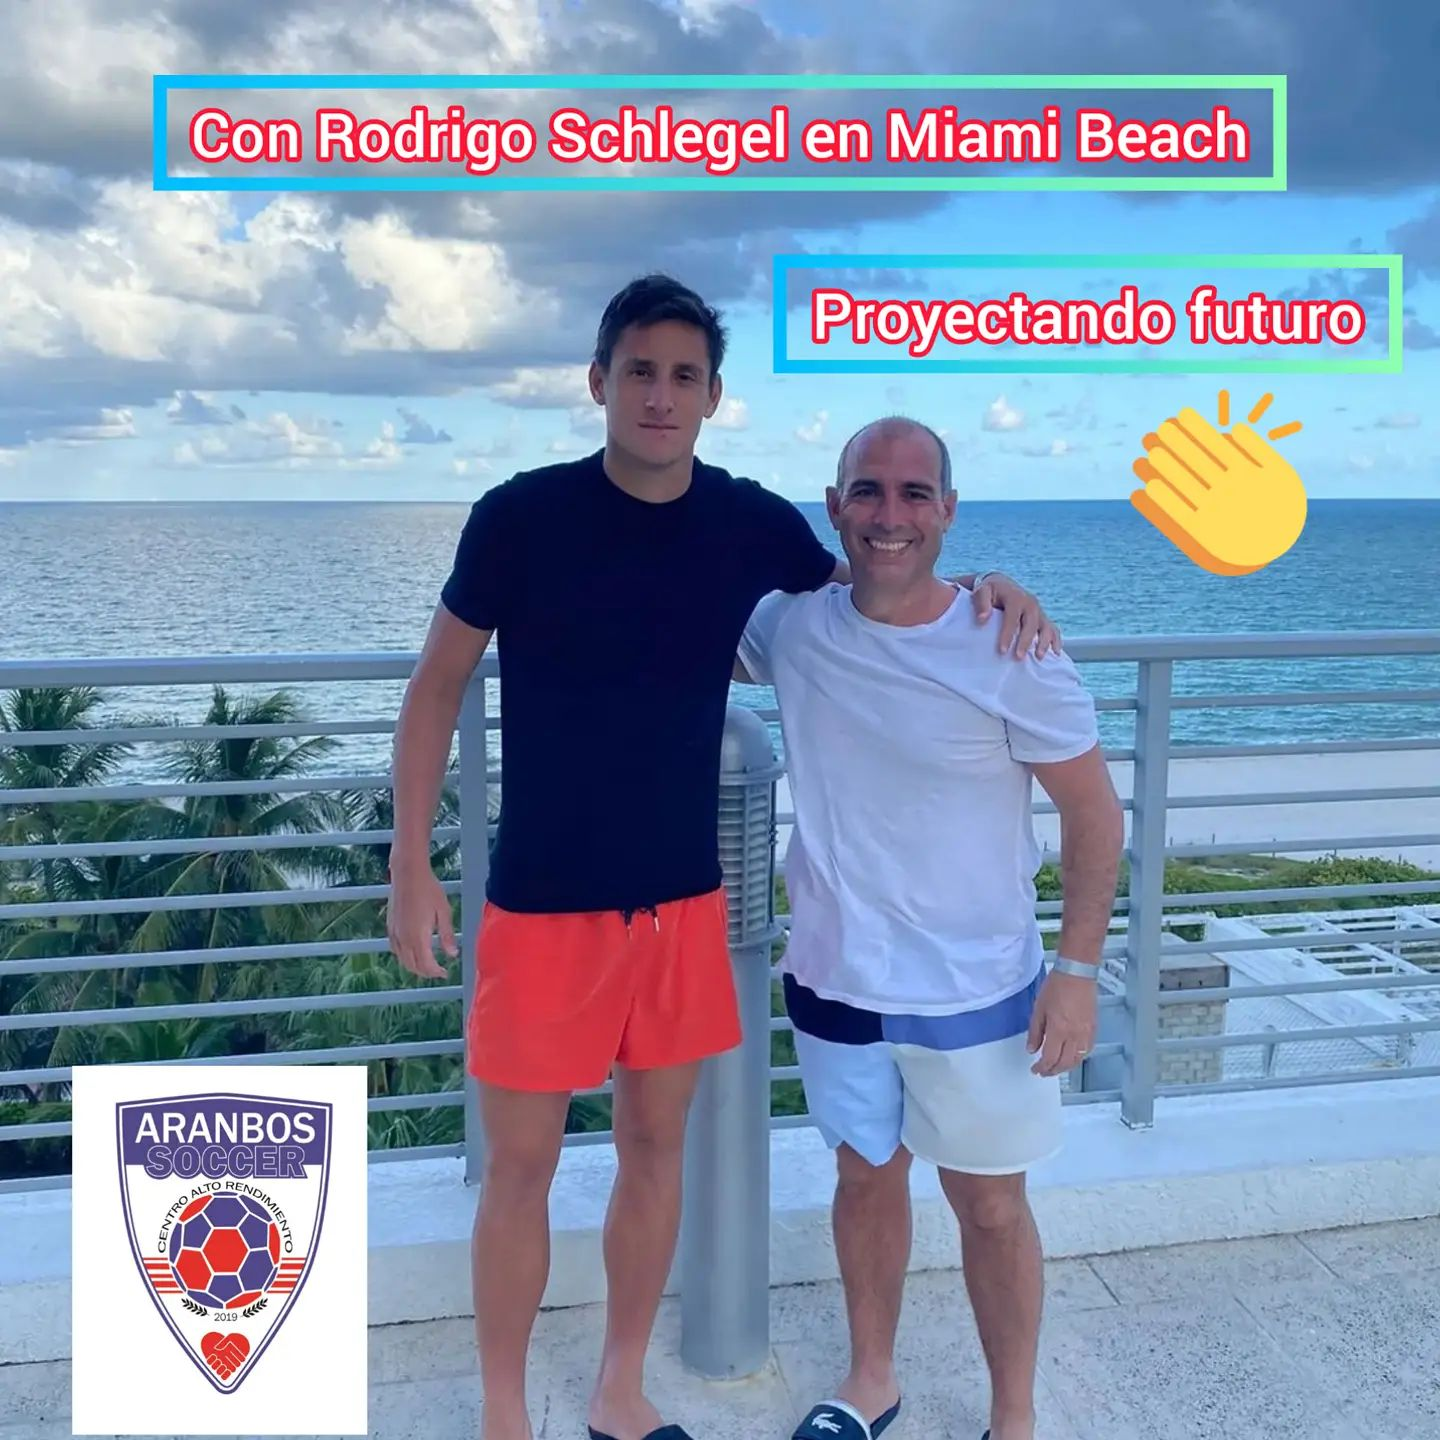 Con Rodrigo Schlegel en Miami Beach
Proyectando futuro
ARANBOS
SOCCER
CENTRO ALTO RENDIMIENTO
2019